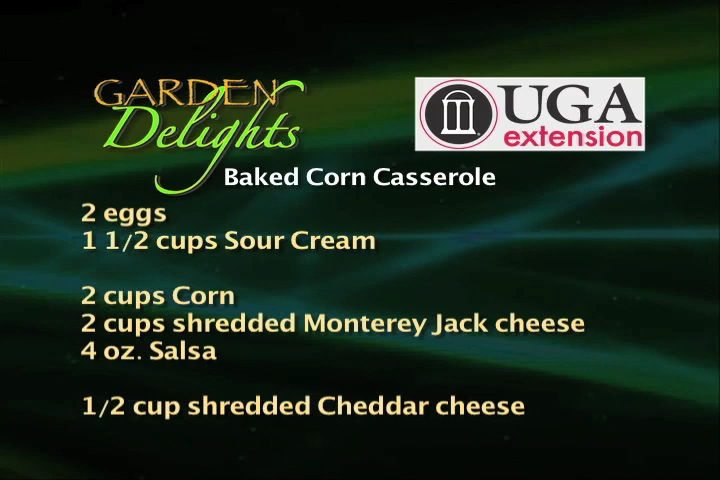 GARDEN
Delights
UGA
extension
Baked Corn Casserole
2 eggs
1 1/2 cups Sour Cream
2 cups Corn
2 cups shredded Monterey Jack cheese
4 oz. Salsa
1/2 cup shredded Cheddar cheese